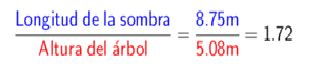 Longitud de la sombra / Altura del árbol = 8.75m / 5.08m = 1.72